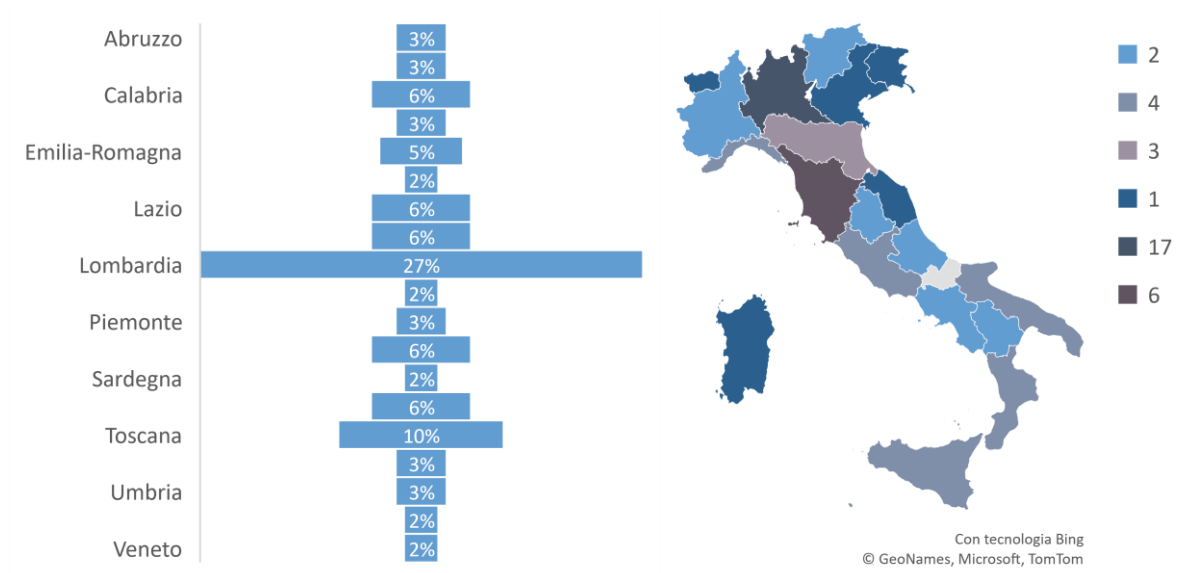 Abruzzo 3%
3%
Calabria 6%
3%
Emilia-Romagna 5%
2%
Lazio 6%
6%
Lombardia 27%
2%
Piemonte 3%
6%
Sardegna 2%
6%
Toscana 10%
3%
Umbria 3%
2%
Veneto 2%
2
4
3
1
17
6
Con tecnologia Bing
© GeoNames, Microsoft, TomTom